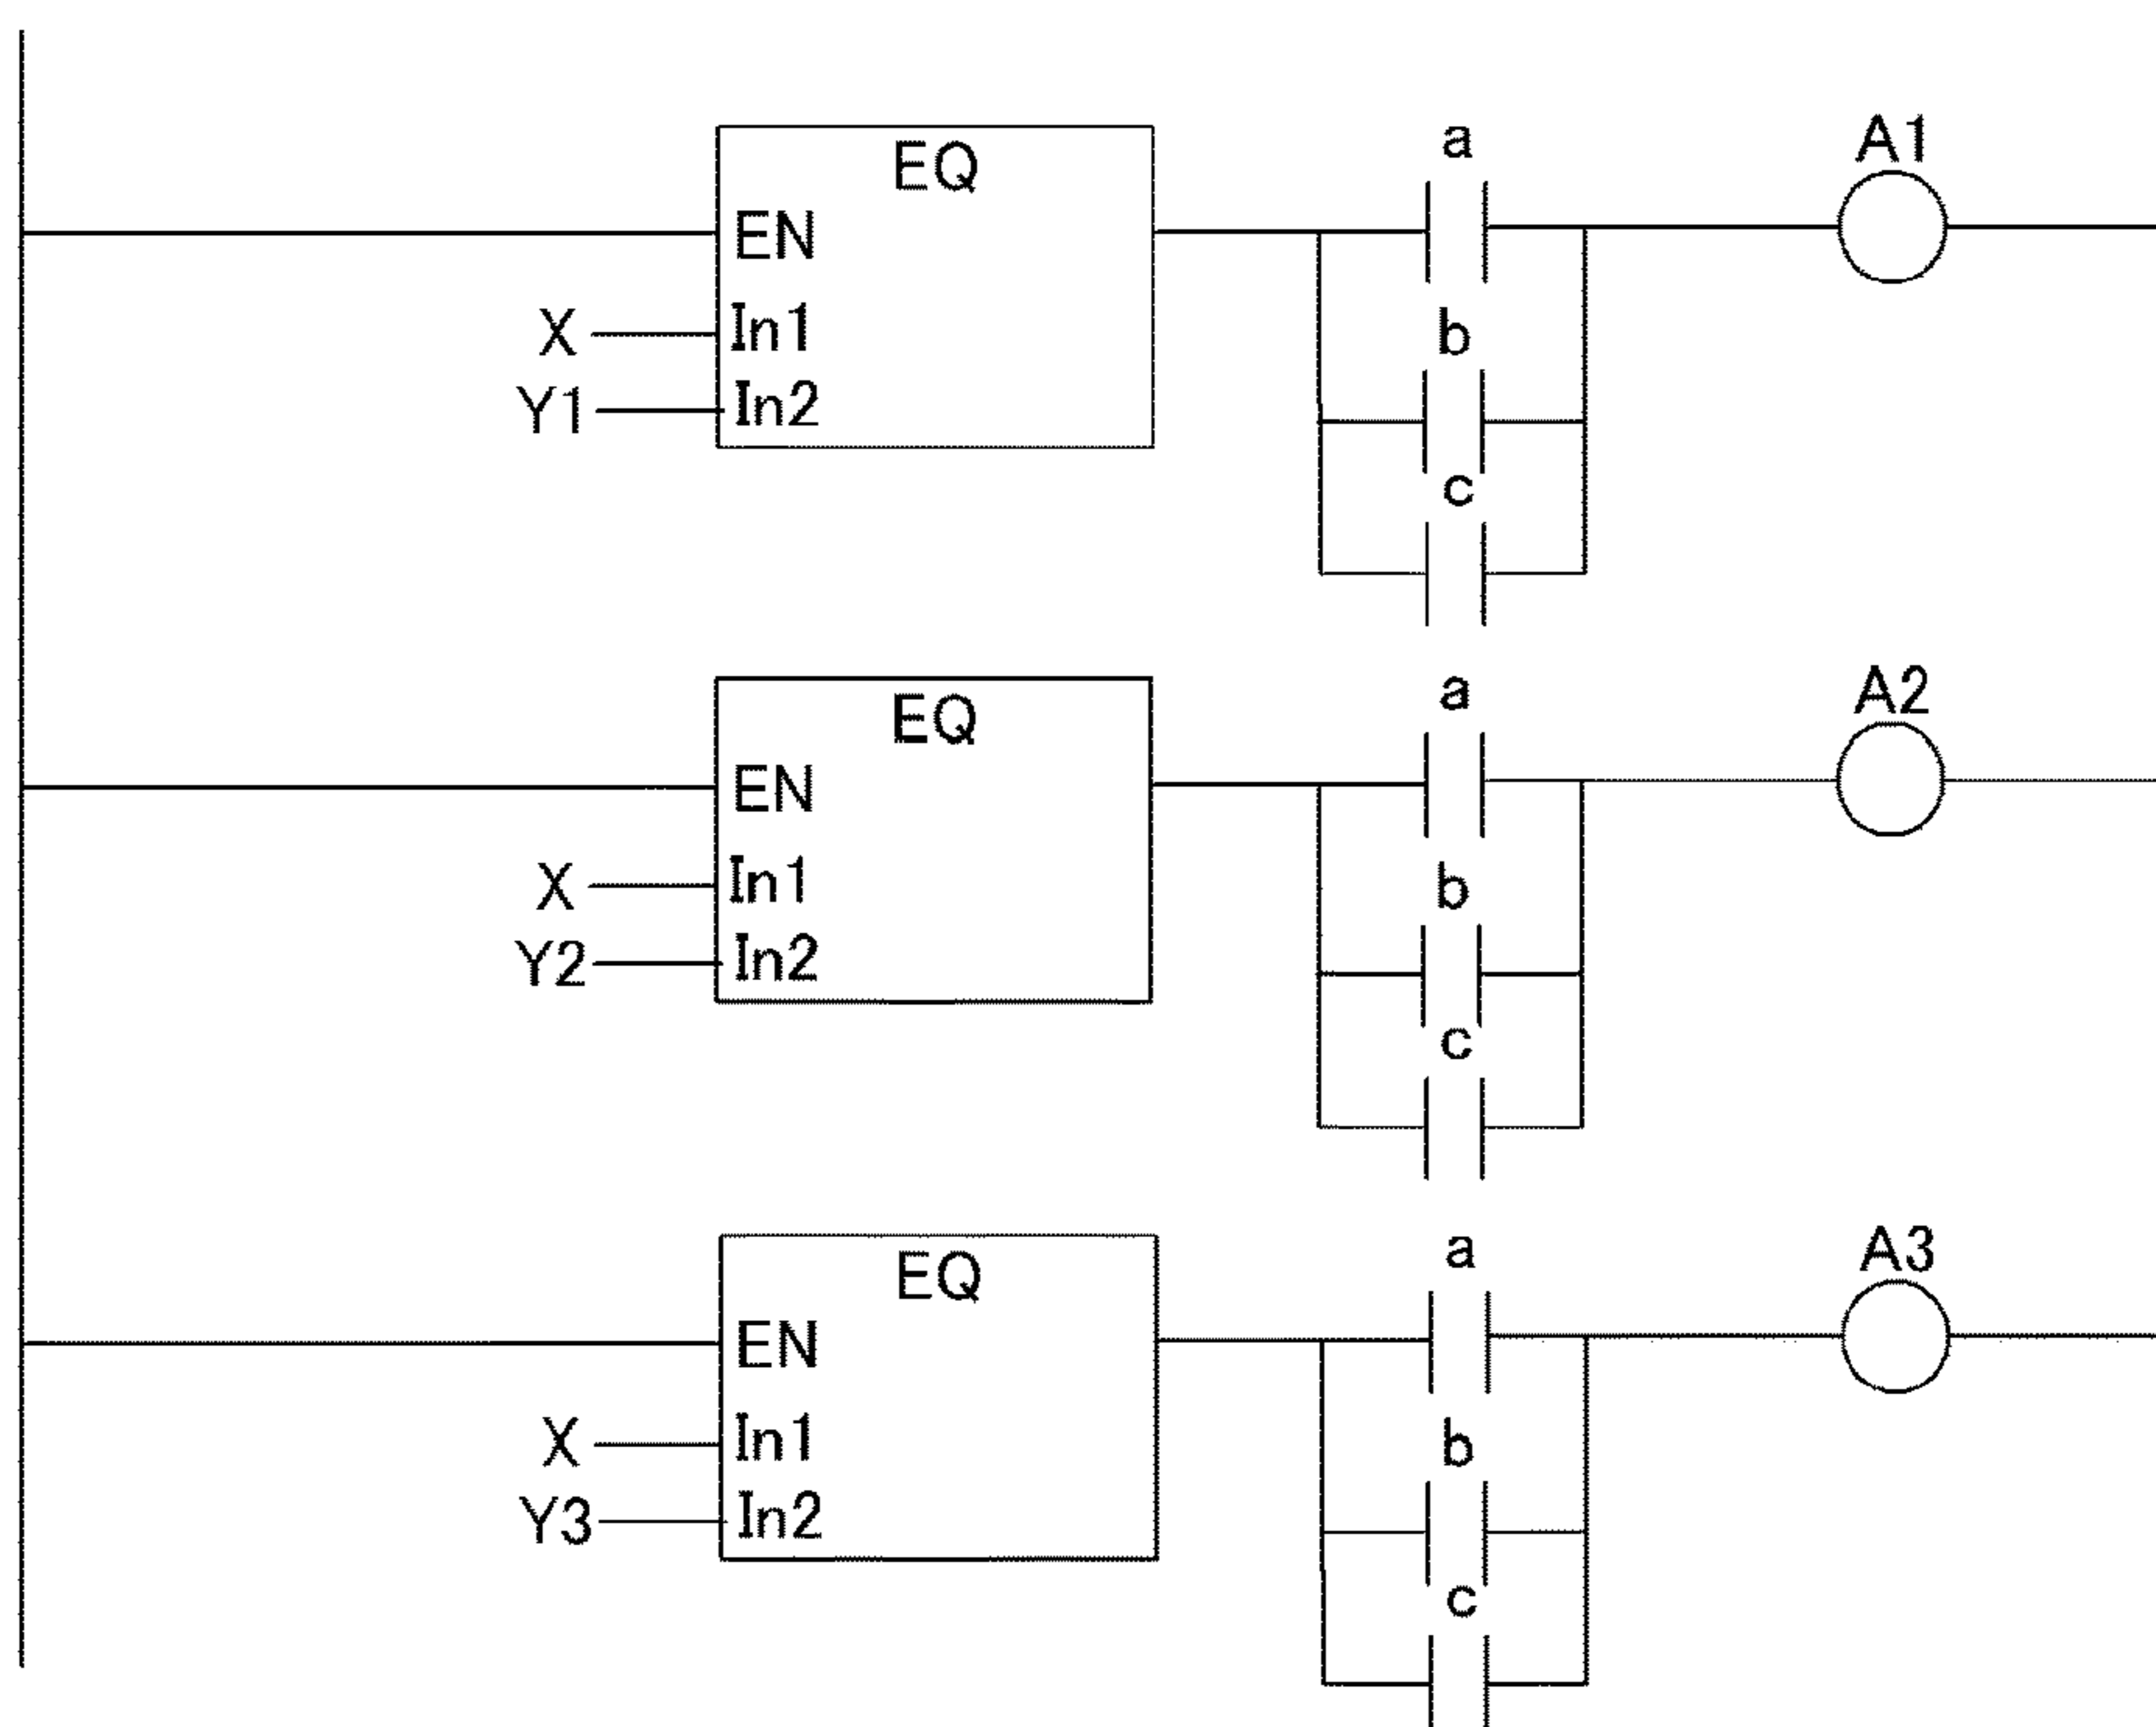 a
A1
EQ
EN
X
In1
b
Y1
In2
c
a
A2
EQ
EN
X
In1
b
Y2
In2
c
a
A3
EQ
EN
X
In1
b
Y3
In2
c